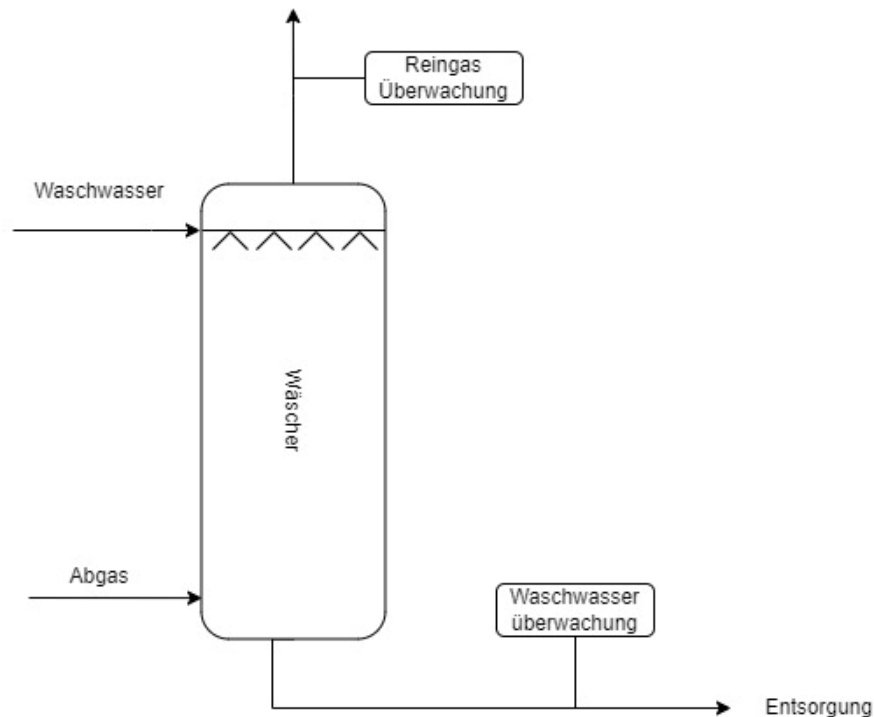 Reingas
Überwachung
Waschwasser
Wäscher
Abgas
Waschwasser
überwachung
Entsorgung